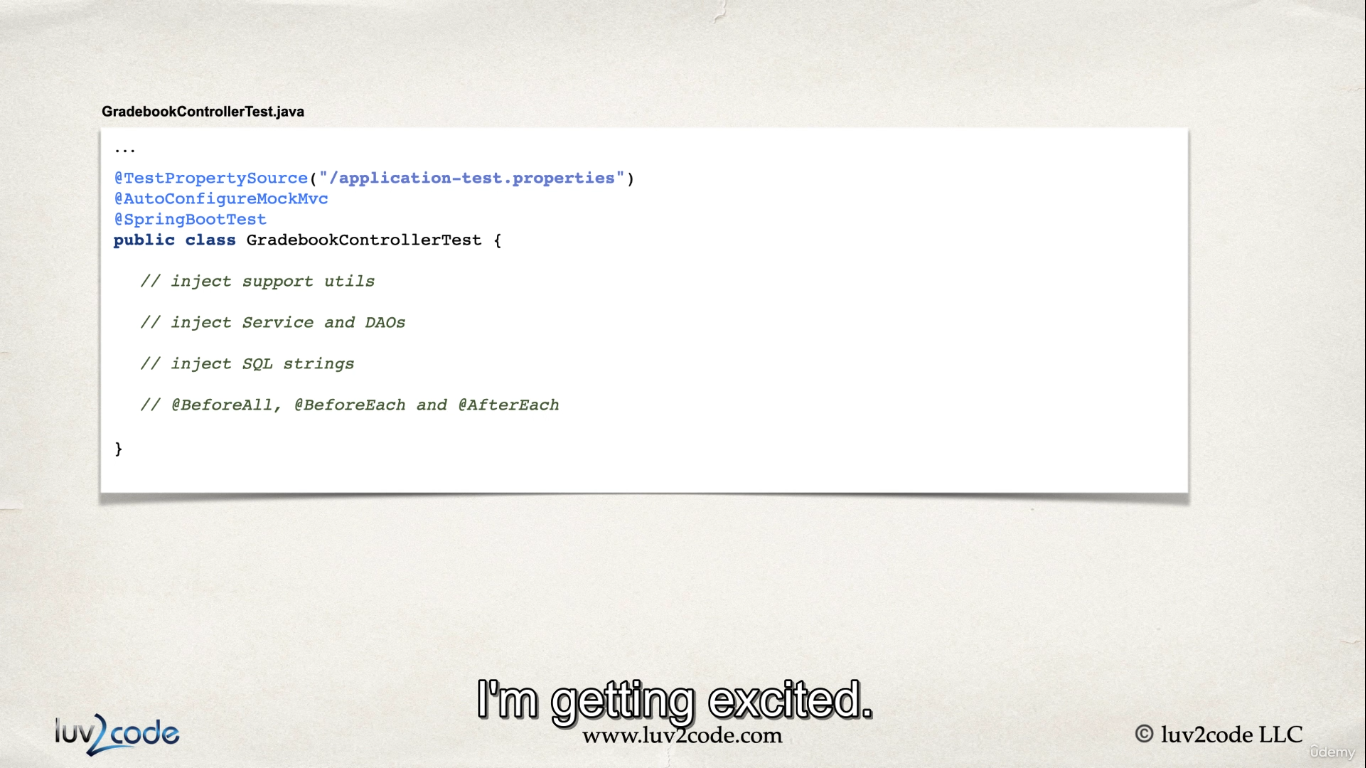 GradebookControllerTest.java
...
@TestPropertySource("/application-test.properties")
@AutoConfigureMockMvc
@SpringBootTest
public class GradebookControllerTest {
// inject support utils
// inject Service and DAOs
// inject SQL strings
// @BeforeAll, @BeforeEach and @AfterEach
}
I'm getting excited.
luv2code
www.luv2code.com
© luv2code LLC
ûdemy